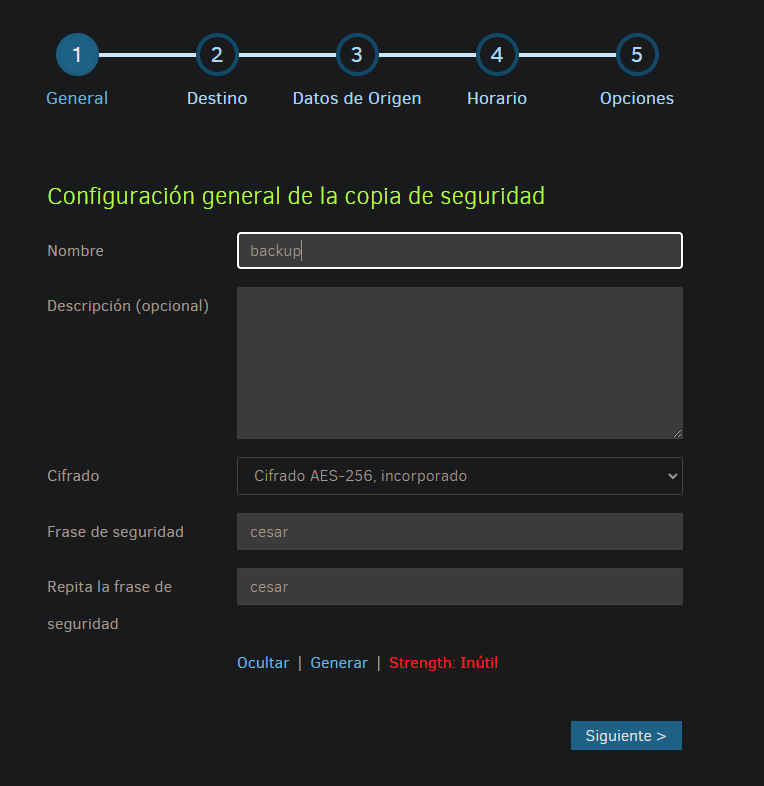 1 2 3 4 5
General Destino Datos de Origen Horario Opciones
Configuración general de la copia de seguridad
Nombre backup
Descripción (opcional)
Cifrado Cifrado AES-256, incorporado
Frase de seguridad cesar
Repita la frase de cesar
seguridad
Ocultar | Generar | Strength: Inútil
Siguiente >